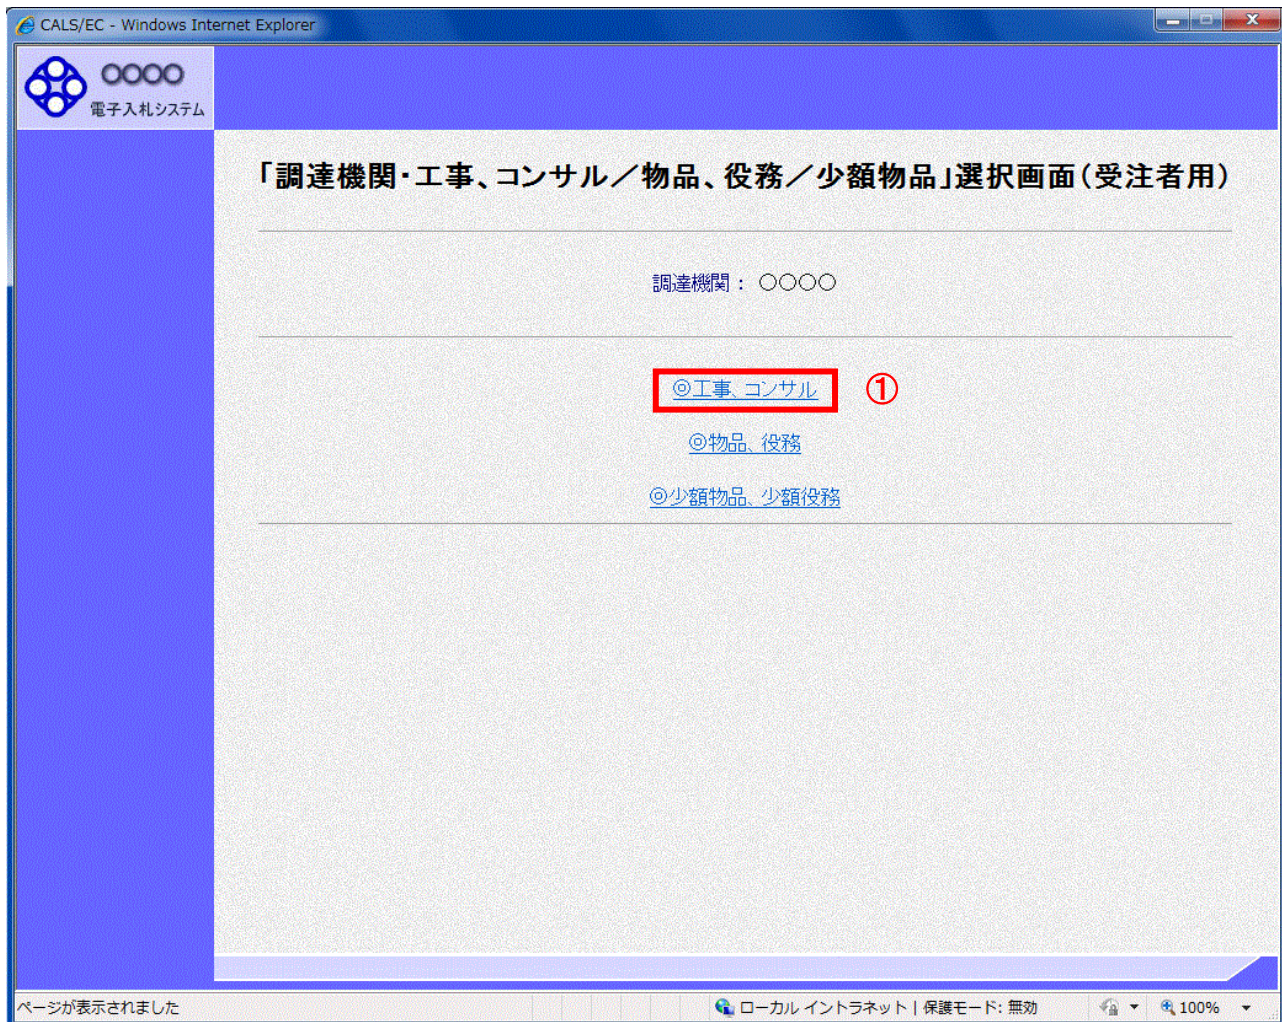 CALS/EC - Windows Internet Explorer
○○○○
電子入札システム
「調達機関・工事、コンサル／物品、役務／少額物品」選択画面（受注者用）
調達機関： ○○○○
◎工事、コンサル ①
◎物品、役務
◎少額物品、少額役務
ページが表示されました ローカル イントラネット | 保護モード: 無効 100%